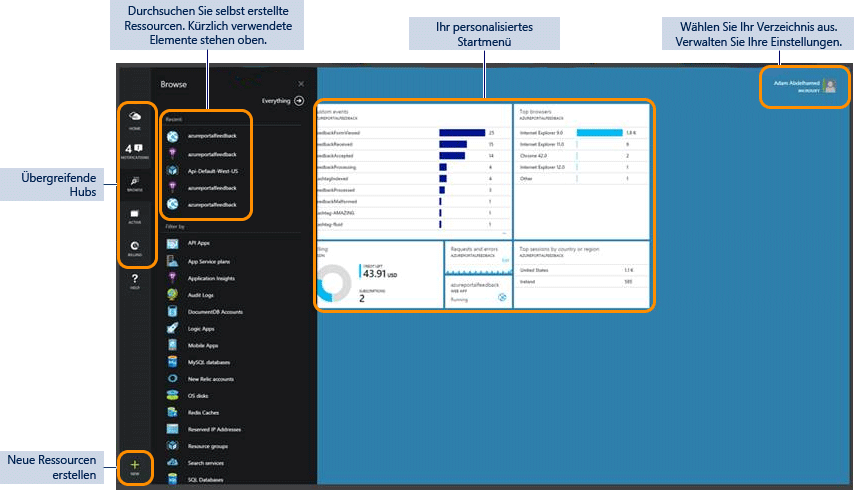 Durchsuchen Sie selbst erstellte
Ressourcen. Kürzlich verwendete
Elemente stehen oben.
Ihr personalisiertes
Startmenü
Wählen Sie Ihr Verzeichnis aus.
Verwalten Sie Ihre Einstellungen.
Übergreifende
Hubs
Neue Ressourcen
erstellen
HOME
4
NOTIFICATIONS
BROWSE
ACTIVE
BILLING
HELP
NEW
Browse
Everything
Recent
azureportalfeedback
azureportalfeedback
Api-Default-West-US
azureportalfeedback
azureportalfeedback
Filter by
API Apps
App Service plans
Application Insights
Audit Logs
DocumentDB Accounts
Logic Apps
Mobile Apps
MySQL databases
New Relic accounts
OS disks
Redis Caches
Reserved IP Addresses
Resource groups
Search services
SQL Databases
ustom events
AZUREPORTALFEEDBACK
eedbackFormViewed 23
eedbackReceived 15
eedbackAccepted 14
eedbackProcessing 4
ashtagIndexed 4
eedbackProcessed 3
eedbackMalformed 1
ashtag-AMAZING 1
ashtag-fluid 1
Top browsers
AZUREPORTALFEEDBACK
Internet Explorer 9.0 1.8 K
Internet Explorer 11.0 6
Chrome 42.0 2
Internet Explorer 12.0 1
Other 1
lling
CREDIT LEFT
43.91 USD
SUBSCRIPTIONS
2
Requests and errors
AZUREPORTALFEEDBACK
Edit
azureportalfeedback
WEB APP
Running
Top sessions by country or region
AZUREPORTALFEEDBACK
United States 1.1 K
Ireland 595
Adam Abdelhamed
MICROSOFT